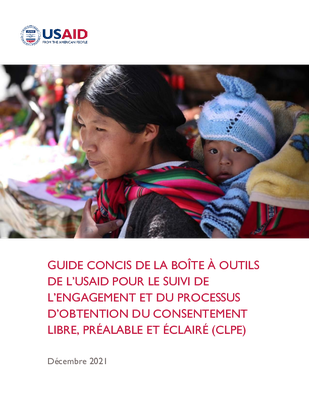 USAID
FROM THE AMERICAN PEOPLE
GUIDE CONCIS DE LA BOÎTE À OUTILS
DE L'USAID POUR LE SUIVI DE
L'ENGAGEMENT ET DU PROCESSUS
D'OBTENTION DU CONSENTEMENT
LIBRE, PRÉALABLE ET ÉCLAIRÉ (CLPE)
Décembre 2021